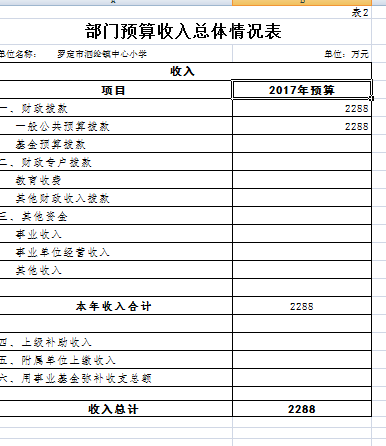 表2
部门预算收入总体情况表
单位名称： 罗定市泗纶镇中心小学 单位：万元
收入
项目 2017年预算
一、财政拨款 2288
一般公共预算拨款 2288
基金预算拨款
二、财政专户拨款
教育收费
其他财政收入拨款
三、其他资金
事业收入
事业单位经营收入
其他收入
本年收入合计 2288
四、上级补助收入
五、附属单位上缴收入
六、用事业基金弥补收支总额
收入总计 2288